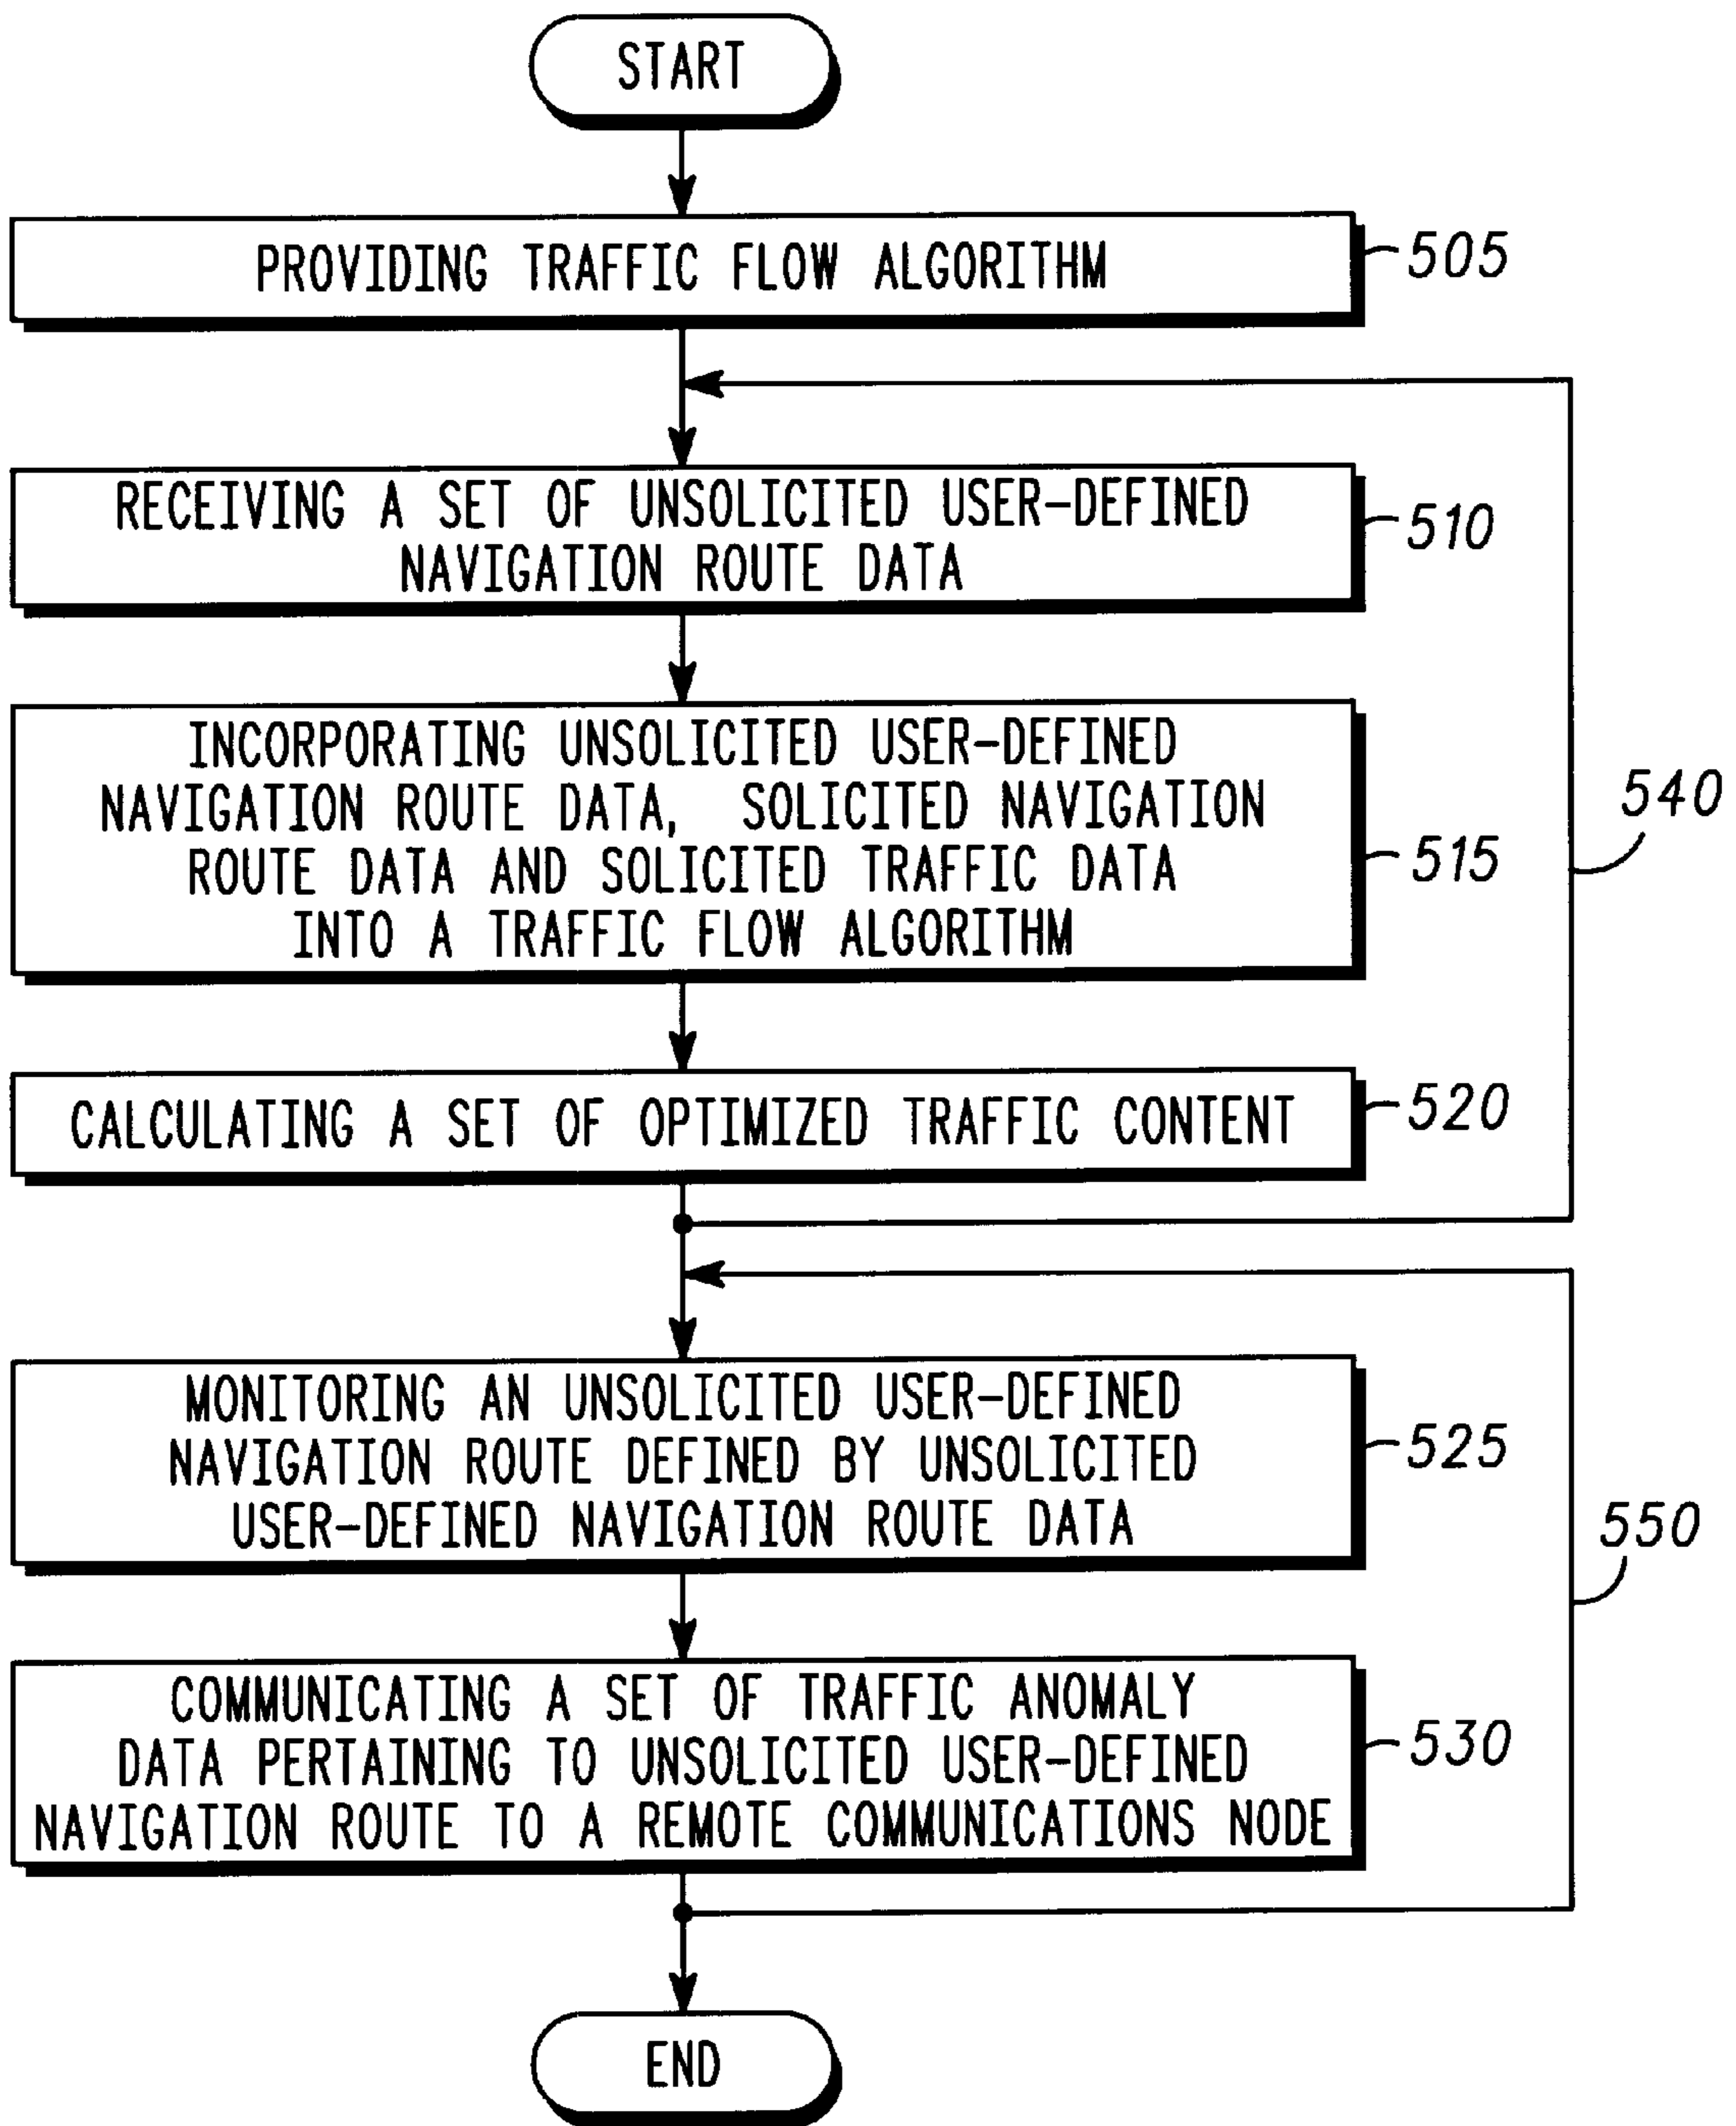 START
PROVIDING TRAFFIC FLOW ALGORITHM
505
RECEIVING A SET OF UNSOLICITED USER-DEFINED
NAVIGATION ROUTE DATA
510
INCORPORATING UNSOLICITED USER-DEFINED
NAVIGATION ROUTE DATA, SOLICITED NAVIGATION
ROUTE DATA AND SOLICITED TRAFFIC DATA
INTO A TRAFFIC FLOW ALGORITHM
515
540
CALCULATING A SET OF OPTIMIZED TRAFFIC CONTENT
520
MONITORING AN UNSOLICITED USER-DEFINED
NAVIGATION ROUTE DEFINED BY UNSOLICITED
USER-DEFINED NAVIGATION ROUTE DATA
525
550
COMMUNICATING A SET OF TRAFFIC ANOMALY
DATA PERTAINING TO UNSOLICITED USER-DEFINED
NAVIGATION ROUTE TO A REMOTE COMMUNICATIONS NODE
530
END